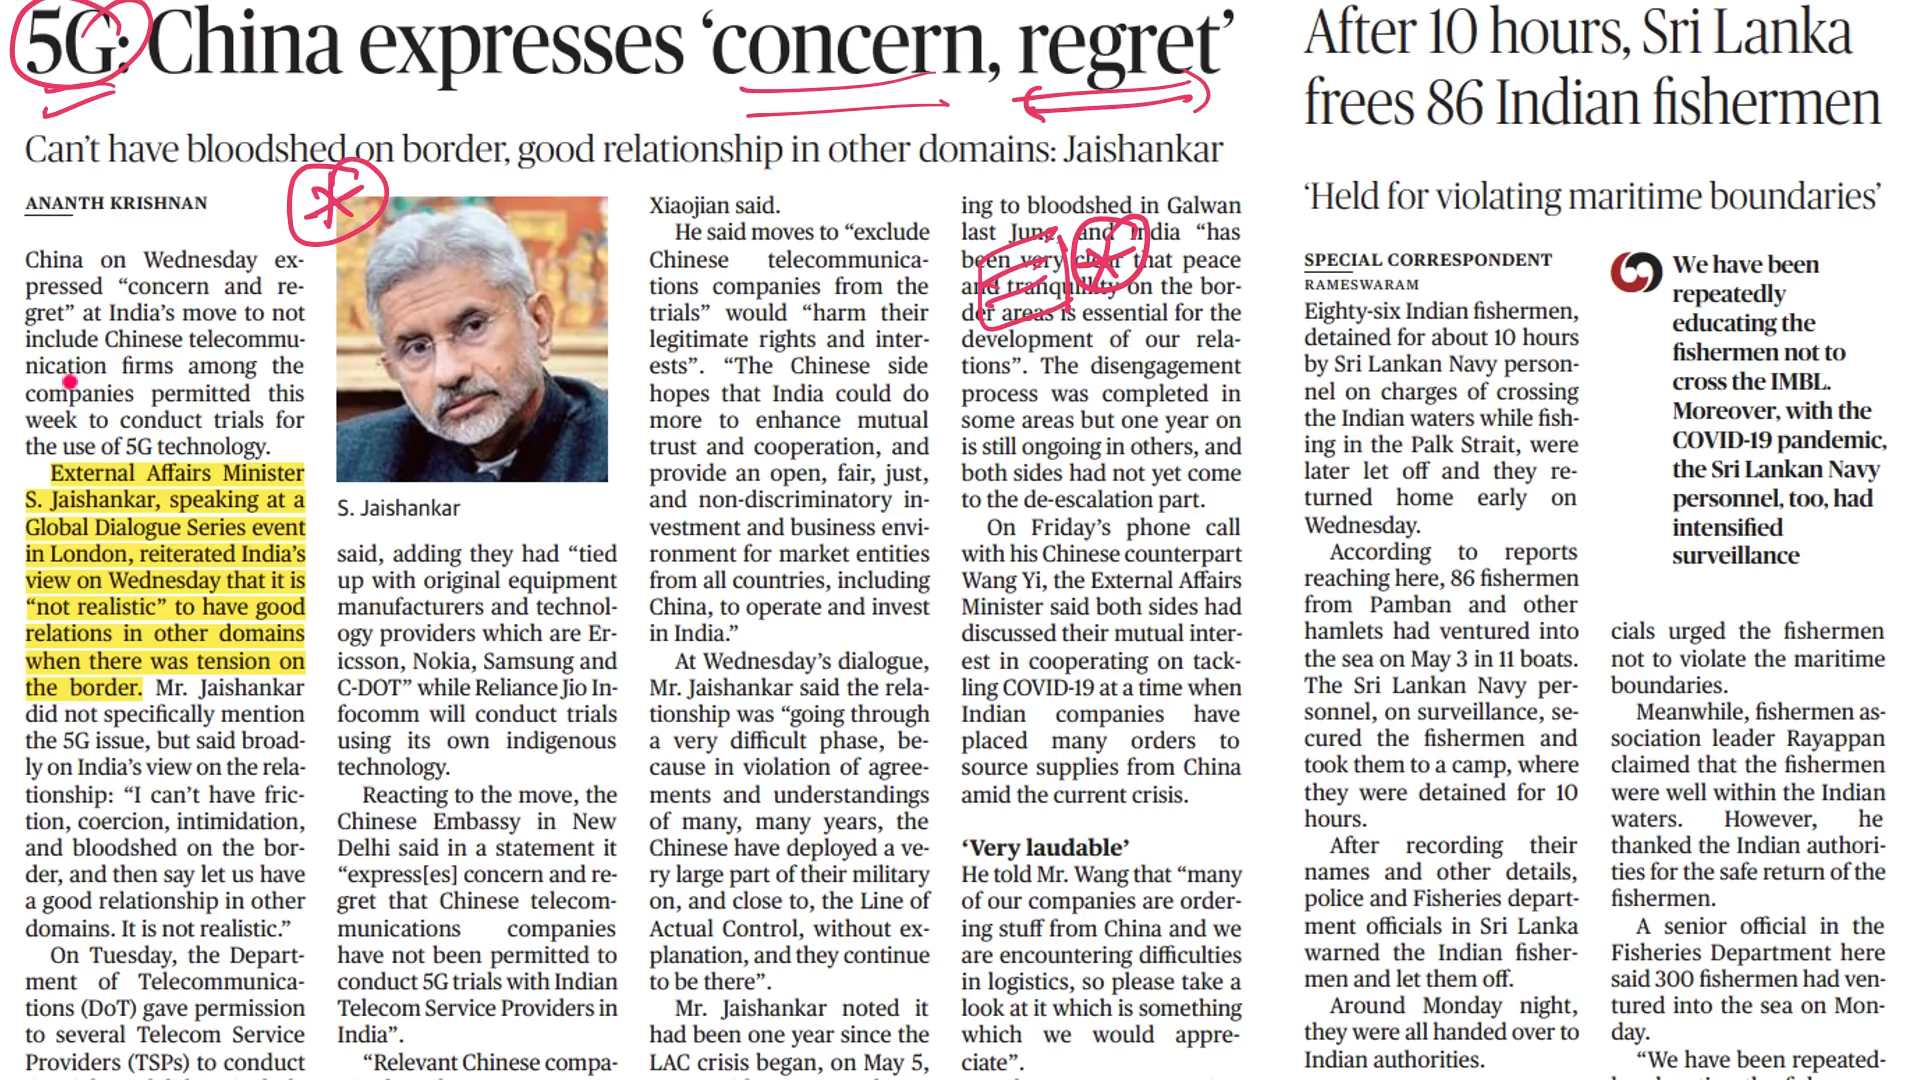 5G: China expresses ‘concern, regret’
Can’t have bloodshed on border, good relationship in other domains: Jaishankar
ANANTH KRISHNAN
China on Wednesday ex-
pressed “concern and re-
gret” at India’s move to not
include Chinese telecommu-
nication firms among the
companies permitted this
week to conduct trials for
the use of 5G technology.
External Affairs Minister
S. Jaishankar, speaking at a
Global Dialogue Series event
in London, reiterated India’s
view on Wednesday that it is
“not realistic” to have good
relations in other domains
when there was tension on
the border. Mr. Jaishankar
did not specifically mention
the 5G issue, but said broad-
ly on India’s view on the rela-
tionship: “I can’t have fric-
tion, coercion, intimidation,
and bloodshed on the bor-
der, and then say let us have
a good relationship in other
domains. It is not realistic.”
On Tuesday, the Depart-
ment of Telecommunica-
tions (DoT) gave permission
to several Telecom Service
Providers (TSPs) to conduct
S. Jaishankar
said, adding they had “tied
up with original equipment
manufacturers and technol-
ogy providers which are Er-
icsson, Nokia, Samsung and
C-DOT” while Reliance Jio In-
focomm will conduct trials
using its own indigenous
technology.
Reacting to the move, the
Chinese Embassy in New
Delhi said in a statement it
“express[es] concern and re-
gret that Chinese telecom-
munications companies
have not been permitted to
conduct 5G trials with Indian
Telecom Service Providers in
India”.
“Relevant Chinese compa-
Xiaojian said.
He said moves to “exclude
Chinese telecommunica-
tions companies from the
trials” would “harm their
legitimate rights and inter-
ests”. “The Chinese side
hopes that India could do
more to enhance mutual
trust and cooperation, and
provide an open, fair, just,
and non-discriminatory in-
vestment and business envi-
ronment for market entities
from all countries, including
China, to operate and invest
in India.”
At Wednesday’s dialogue,
Mr. Jaishankar said the rela-
tionship was “going through
a very difficult phase, be-
cause in violation of agree-
ments and understandings
of many, many years, the
Chinese have deployed a ve-
ry large part of their military
on, and close to, the Line of
Actual Control, without ex-
planation, and they continue
to be there”.
Mr. Jaishankar noted it
had been one year since the
LAC crisis began, on May 5,
ing to bloodshed in Galwan
last June, and India “has
been very clear that peace
and tranquility on the bor-
der areas is essential for the
development of our rela-
tions”. The disengagement
process was completed in
some areas but one year on
is still ongoing in others, and
both sides had not yet come
to the de-escalation part.
On Friday’s phone call
with his Chinese counterpart
Wang Yi, the External Affairs
Minister said both sides had
discussed their mutual inter-
est in cooperating on tack-
ling COVID-19 at a time when
Indian companies have
placed many orders to
source supplies from China
amid the current crisis.
‘Very laudable’
He told Mr. Wang that “many
of our companies are order-
ing stuff from China and we
are encountering difficulties
in logistics, so please take a
look at it which is something
which we would appre-
ciate”.
After 10 hours, Sri Lanka
frees 86 Indian fishermen
‘Held for violating maritime boundaries’
SPECIAL CORRESPONDENT
RAMESWARAM
Eighty-six Indian fishermen,
detained for about 10 hours
by Sri Lankan Navy person-
nel on charges of crossing
the Indian waters while fish-
ing in the Palk Strait, were
later let off and they re-
turned home early on
Wednesday.
According to reports
reaching here, 86 fishermen
from Pamban and other
hamlets had ventured into
the sea on May 3 in 11 boats.
The Sri Lankan Navy per-
sonnel, on surveillance, se-
cured the fishermen and
took them to a camp, where
they were detained for 10
hours.
After recording their
names and other details,
police and Fisheries depart-
ment officials in Sri Lanka
warned the Indian fisher-
men and let them off.
Around Monday night,
they were all handed over to
Indian authorities.
We have been
repeatedly
educating the
fishermen not to
cross the IMBL.
Moreover, with the
COVID-19 pandemic,
the Sri Lankan Navy
personnel, too, had
intensified
surveillance
cials urged the fishermen
not to violate the maritime
boundaries.
Meanwhile, fishermen as-
sociation leader Rayappan
claimed that the fishermen
were well within the Indian
waters. However, he
thanked the Indian authori-
ties for the safe return of the
fishermen.
A senior official in the
Fisheries Department here
said 300 fishermen had ven-
tured into the sea on Mon-
day.
“We have been repeated-